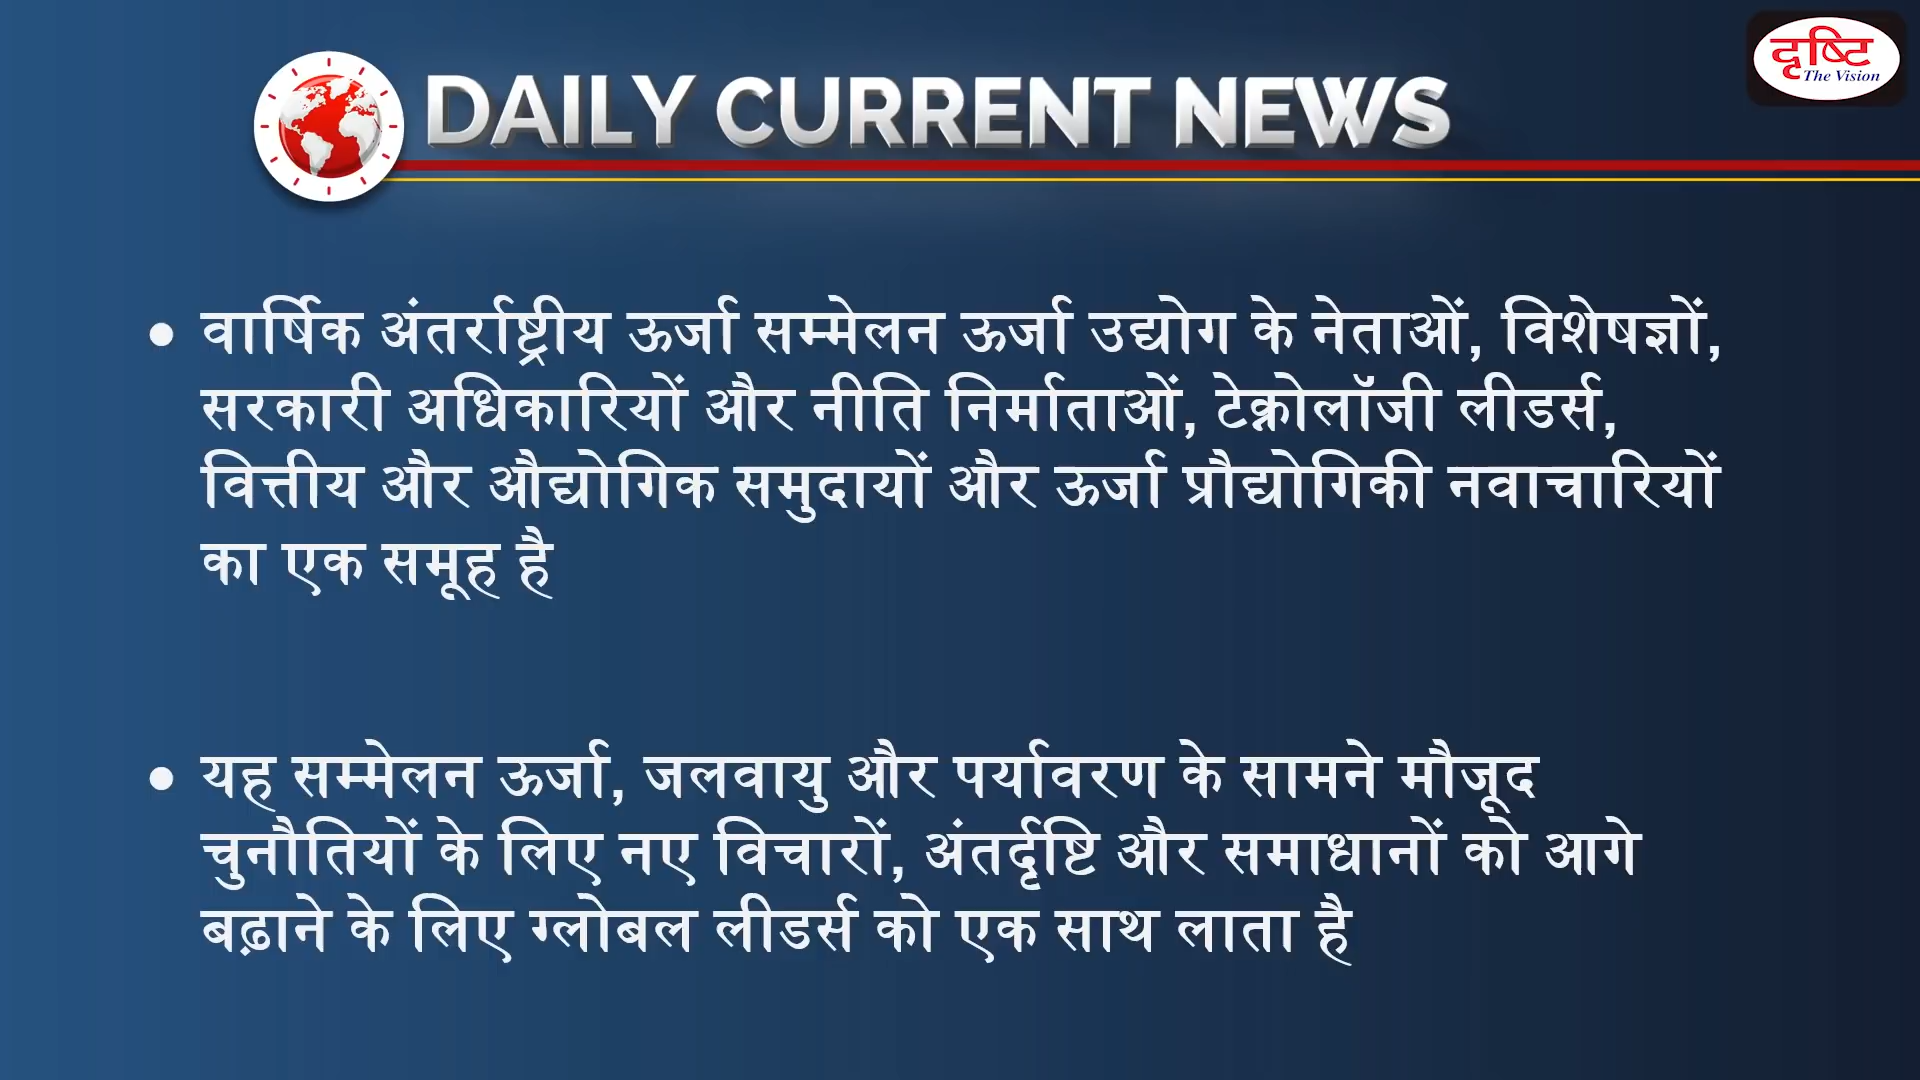 दृष्टि
The Vision
DAILY CURRENT NEWS
• वार्षिक अंतर्राष्ट्रीय ऊर्जा सम्मेलन ऊर्जा उद्योग के नेताओं, विशेषज्ञों,
सरकारी अधिकारियों और नीति निर्माताओं, टेक्नोलॉजी लीडर्स,
वित्तीय और औद्योगिक समुदायों और ऊर्जा प्रौद्योगिकी नवाचारियों
का एक समूह है
• यह सम्मेलन ऊर्जा, जलवायु और पर्यावरण के सामने मौजूद
चुनौतियों के लिए नए विचारों, अंतर्दृष्टि और समाधानों को आगे
बढ़ाने के लिए ग्लोबल लीडर्स को एक साथ लाता है